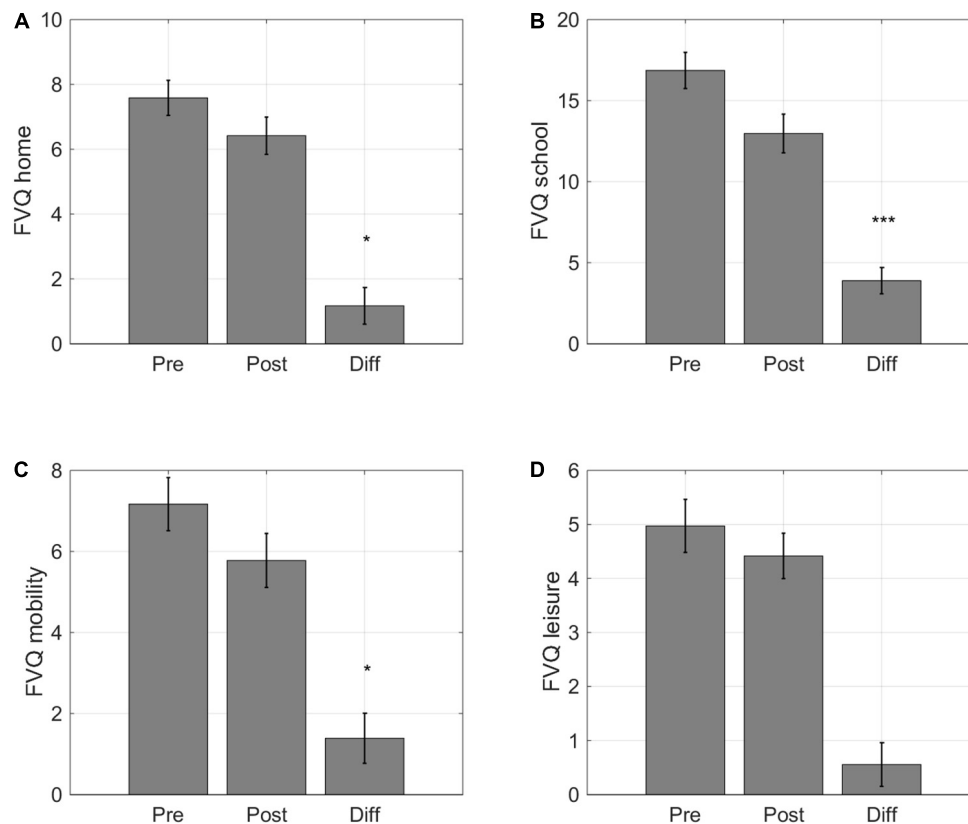 A
FVQ home
10
8
6
4
2
0
*
Pre Post Diff
B
FVQ school
20
15
10
5
0
***
Pre Post Diff
C
FVQ mobility
8
6
4
2
0
*
Pre Post Diff
D
FVQ leisure
6
5
4
3
2
1
0
Pre Post Diff